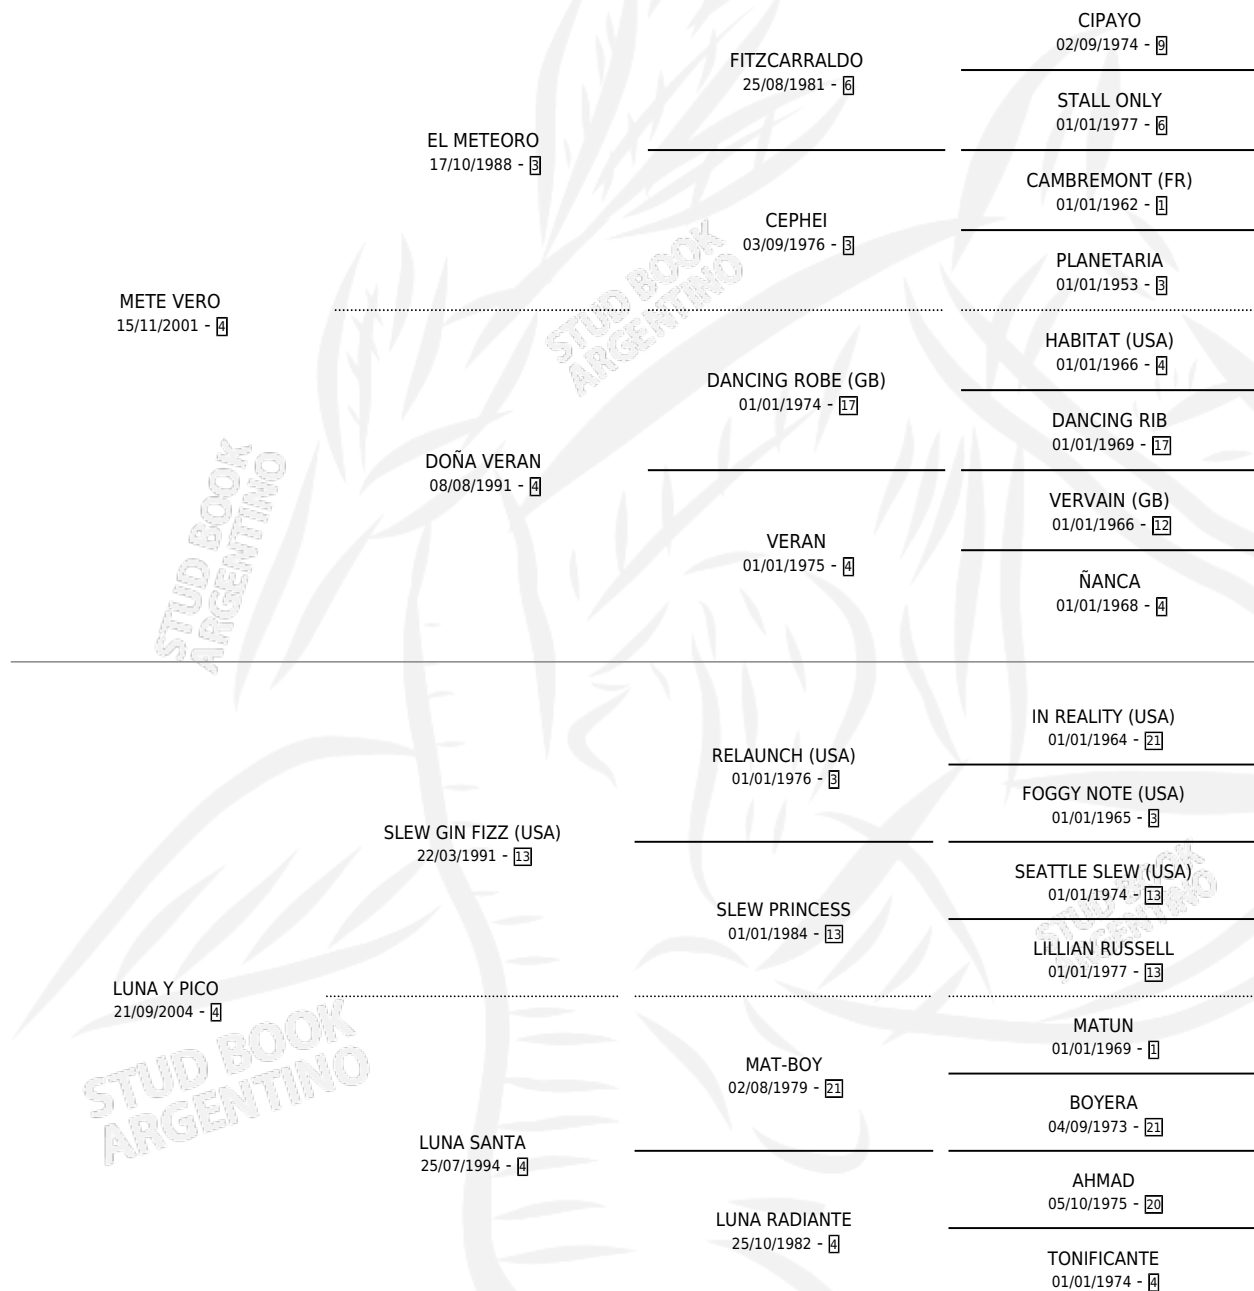 CIPAYO
02/09/1974 - 9
FITZCARRALDO
25/08/1981 - 6
STALL ONLY
01/01/1977 - 6
EL METEORO
17/10/1988 - 3
CAMBREMONT (FR)
01/01/1962 - 1
CEPHEI
03/09/1976 - 3
PLANETARIA
01/01/1953 - 3
METE VERO
15/11/2001 - 4
HABITAT (USA)
01/01/1966 - 4
DANCING ROBE (GB)
01/01/1974 - 17
DANCING RIB
01/01/1969 - 17
DOÑA VERAN
08/08/1991 - 4
VERVAIN (GB)
01/01/1966 - 12
VERAN
01/01/1975 - 4
ÑANCA
01/01/1968 - 4
STUD BOOK
ARGENTINO
STUD BOOK
ARGENTINO
IN REALITY (USA)
01/01/1964 - 21
RELAUNCH (USA)
01/01/1976 - 3
FOGGY NOTE (USA)
01/01/1965 - 3
SLEW GIN FIZZ (USA)
22/03/1991 - 13
SEATTLE SLEW (USA)
01/01/1974 - 13
SLEW PRINCESS
01/01/1984 - 13
LILLIAN RUSSELL
01/01/1977 - 13
LUNA Y PICO
21/09/2004 - 4
MATUN
01/01/1969 - 1
MAT-BOY
02/08/1979 - 21
BOYERA
04/09/1973 - 21
LUNA SANTA
25/07/1994 - 4
AHMAD
05/10/1975 - 20
LUNA RADIANTE
25/10/1982 - 4
TONIFICANTE
01/01/1974 - 4
STUD BOOK
ARGENTINO
STUD BOOK
ARGENTINO